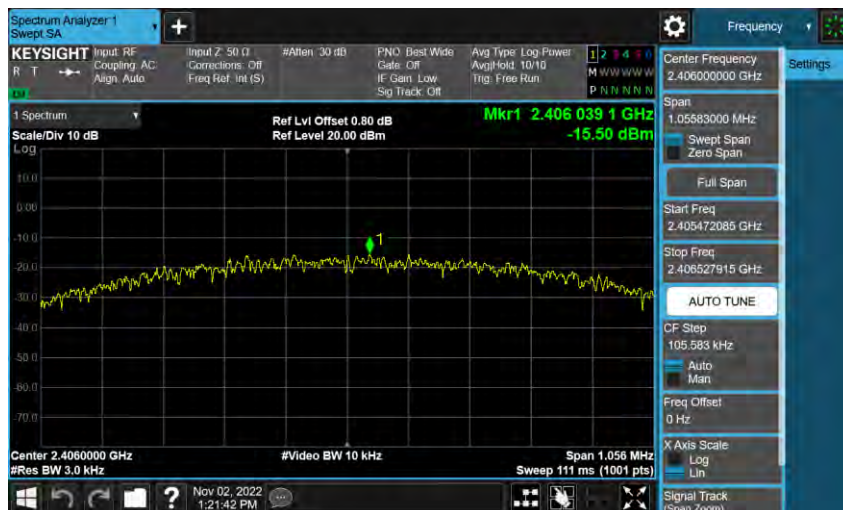 Spectrum Analyzer 1
Swept SA
+
Frequency
KEYSIGHT
R T
Input: RF
Coupling: AC
Align: Auto
Input Z: 50 Ω
Corrections: Off
Freq Ref: Int (S)
#Atten: 30 dB
PNO: Best Wide
Gate: Off
IF Gain: Low
Sig Track: Off
Avg Type: Log-Power
Avg|Hold: 10/10
Trig: Free Run
1 2 3 4 5 6
M W W W W W
P N N N N N
Center Frequency
2.406000000 GHz
Settings
Span
1.05583000 MHz
Swept Span
Zero Span
Full Span
Start Freq
2.405472085 GHz
Stop Freq
2.406527915 GHz
AUTO TUNE
CF Step
105.583 kHz
Auto
Man
Freq Offset
0 Hz
X Axis Scale
Log
Lin
Signal Track
(Span Zoom)
1 Spectrum
Scale/Div 10 dB
Ref Lvl Offset 0.80 dB
Ref Level 20.00 dBm
Mkr1 2.406 039 1 GHz
-15.50 dBm
Log
10.0
0.00
-10.0
-20.0
-30.0
-40.0
-50.0
-60.0
-70.0
1
Center 2.4060000 GHz
#Res BW 3.0 kHz
#Video BW 10 kHz
Span 1.056 MHz
Sweep 111 ms (1001 pts)
?
Nov 02, 2022
1:21:42 PM